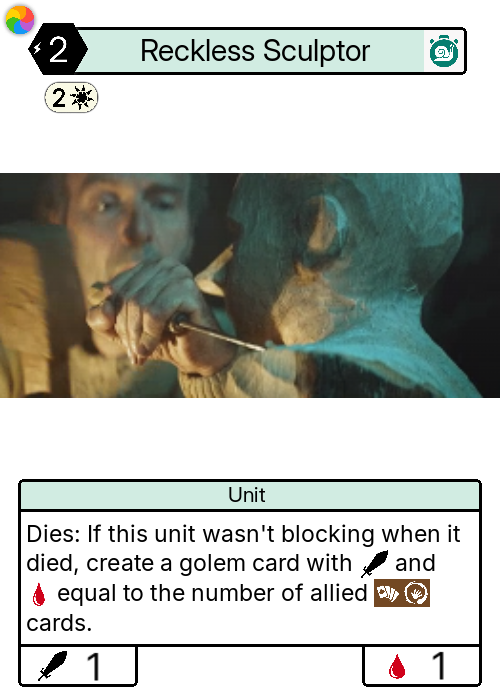 2
Reckless Sculptor
2
Unit
Dies: If this unit wasn't blocking when it
died, create a golem card with and
equal to the number of allied
cards.
1
1